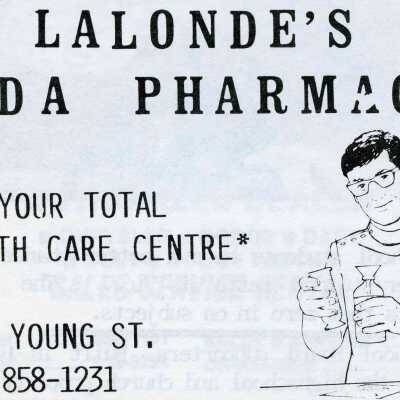 LALONDE'S
DA PHARMAC
YOUR TOTAL
TH CARE CENTRE*
YOUNG ST.
858-1231